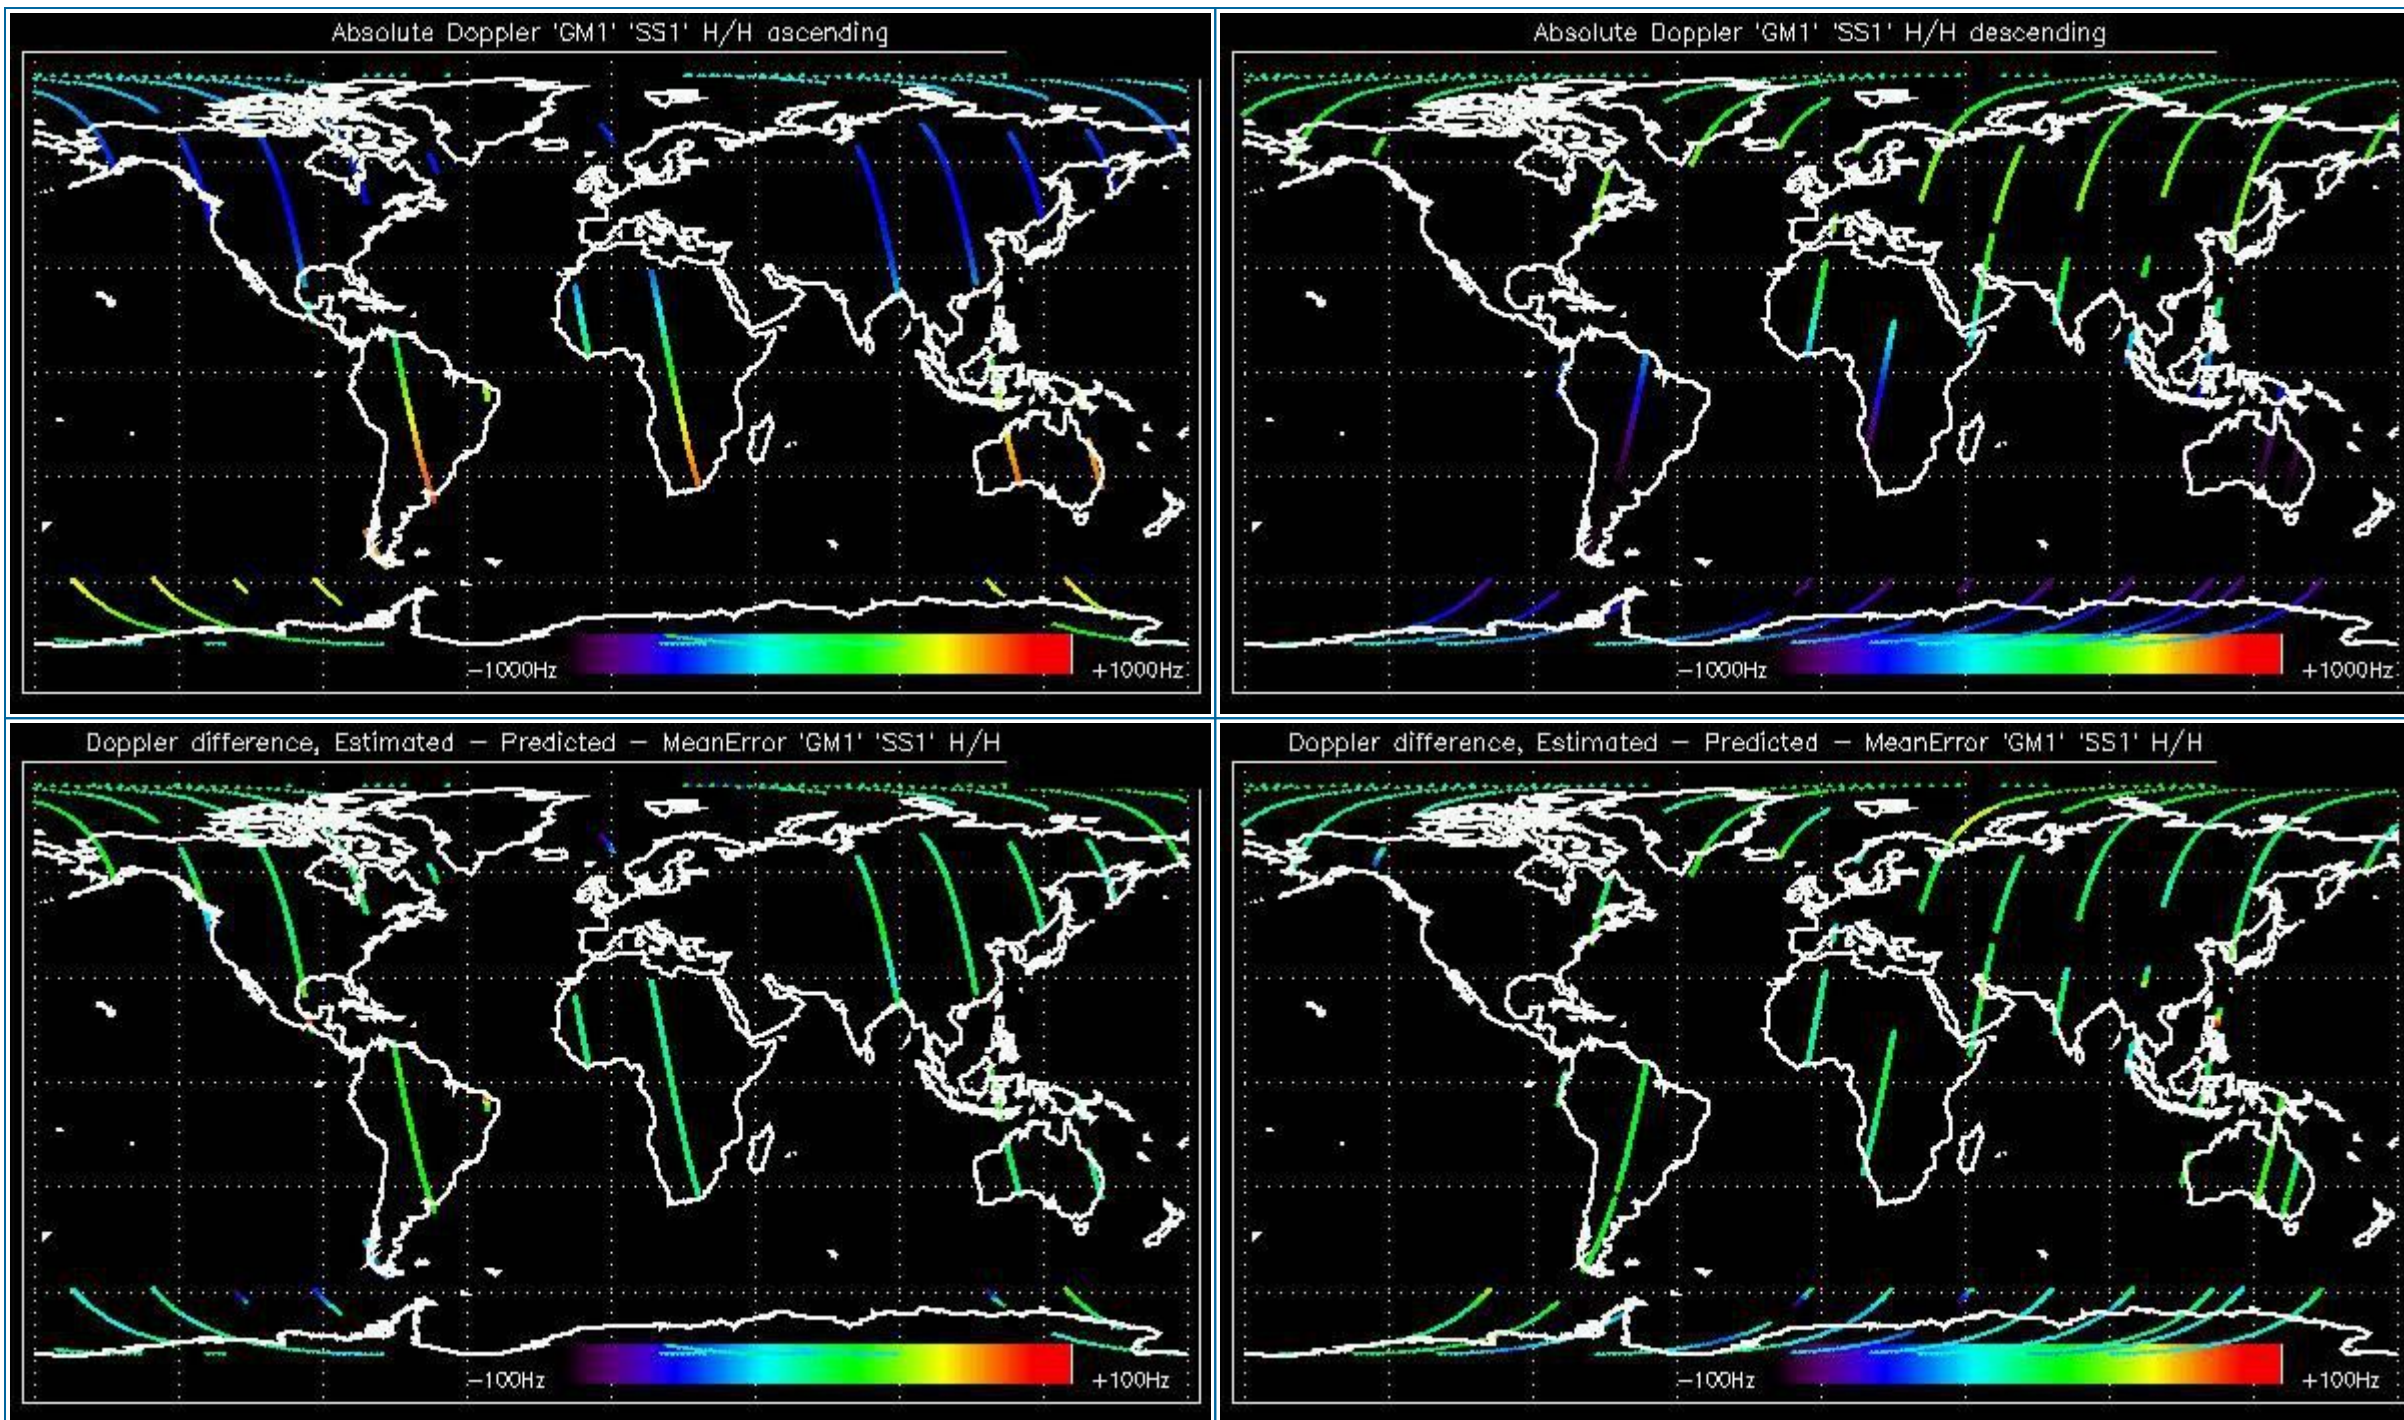 Absolute Doppler 'GM1' 'SS1' H/H ascending
-1000Hz
+1000Hz
Absolute Doppler 'GM1' 'SS1' H/H descending
-1000Hz
+1000Hz
Doppler difference, Estimated - Predicted - MeanError 'GM1' 'SS1' H/H
-100Hz
+100Hz
Doppler difference, Estimated - Predicted - MeanError 'GM1' 'SS1' H/H
-100Hz
+100Hz